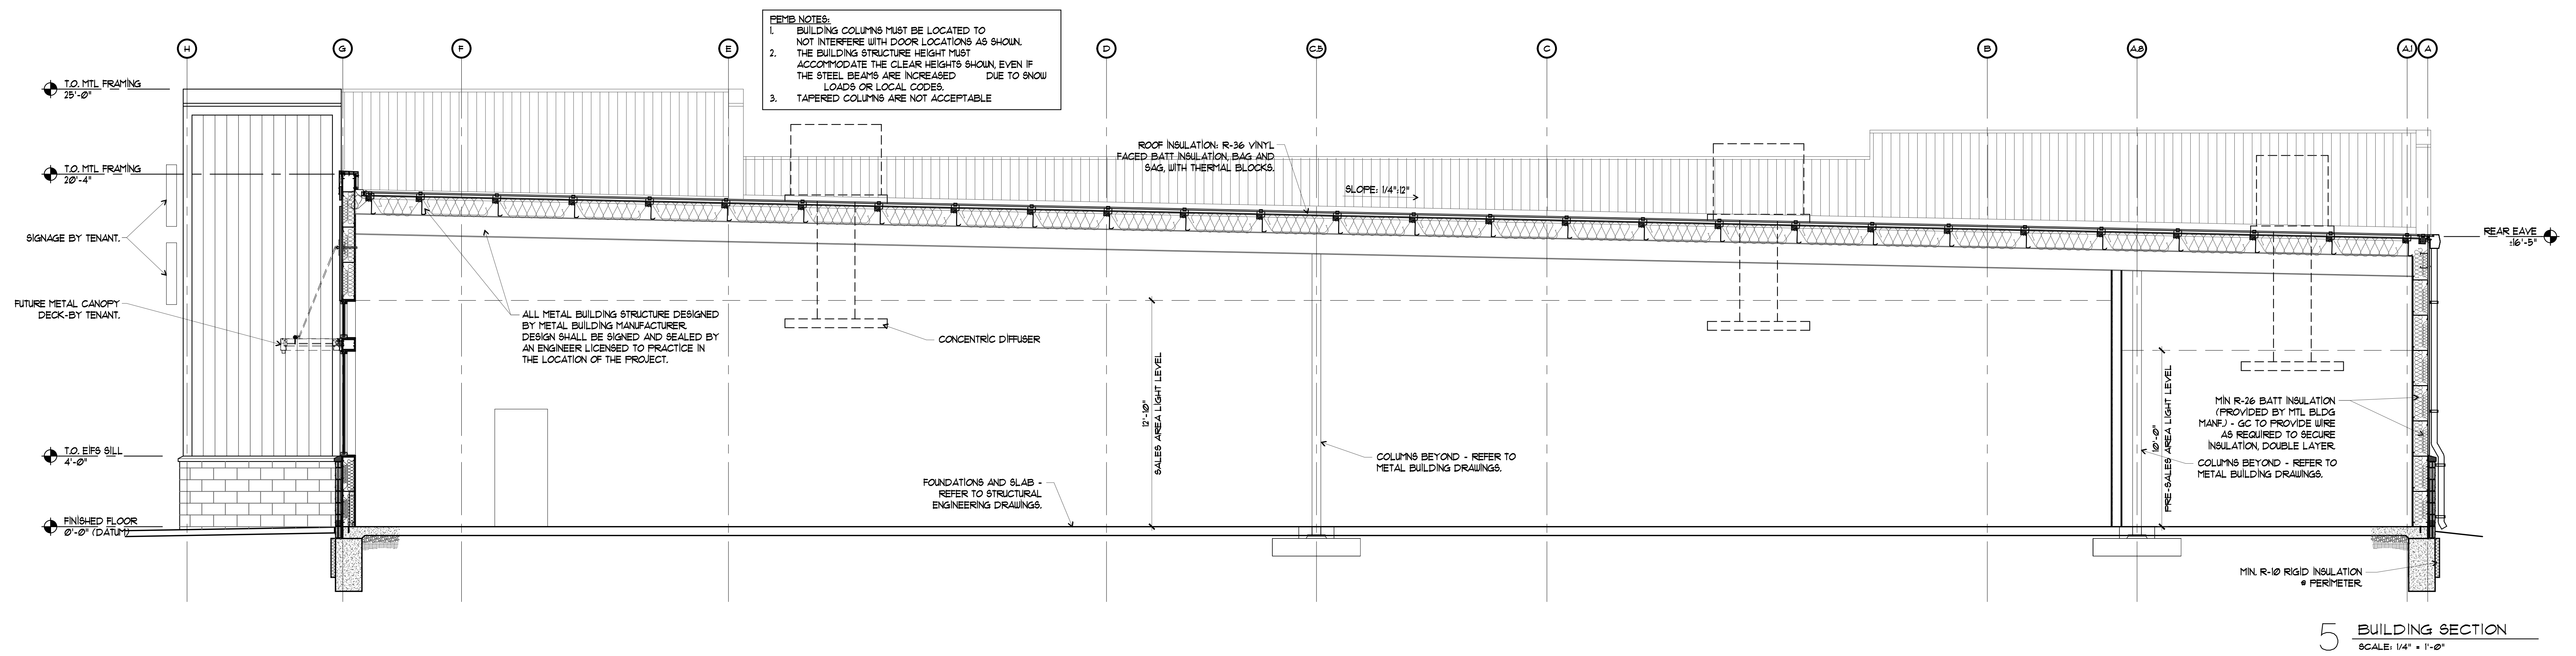 PEMB NOTES:
1. BUILDING COLUMNS MUST BE LOCATED TO
NOT INTERFERE WITH DOOR LOCATIONS AS SHOWN.
2. THE BUILDING STRUCTURE HEIGHT MUST
ACCOMMODATE THE CLEAR HEIGHTS SHOWN, EVEN IF
THE STEEL BEAMS ARE INCREASED DUE TO SNOW
LOADS OR LOCAL CODES.
3. TAPERED COLUMNS ARE NOT ACCEPTABLE
H
G
F
E
D
C.5
C
B
A.8
A.1
A
T.O. MTL FRAMING
25'-0"
T.O. MTL FRAMING
20'-4"
SIGNAGE BY TENANT.
FUTURE METAL CANOPY
DECK-BY TENANT.
T.O. EIFS SILL
4'-0"
FINISHED FLOOR
0'-0" (DATUM)
ALL METAL BUILDING STRUCTURE DESIGNED
BY METAL BUILDING MANUFACTURER.
DESIGN SHALL BE SIGNED AND SEALED BY
AN ENGINEER LICENSED TO PRACTICE IN
THE LOCATION OF THE PROJECT.
CONCENTRIC DIFFUSER
ROOF INSULATION: R-36 VINYL
FACED BATT INSULATION, BAG AND
SAG, WITH THERMAL BLOCKS.
SLOPE: 1/4":12"
12'-10"
SALES AREA LIGHT LEVEL
FOUNDATIONS AND SLAB -
REFER TO STRUCTURAL
ENGINEERING DRAWINGS.
COLUMNS BEYOND - REFER TO
METAL BUILDING DRAWINGS.
10'-0"
PRE-SALES AREA LIGHT LEVEL
REAR EAVE
±16'-5"
MIN R-26 BATT INSULATION
(PROVIDED BY MTL BLDG
MANF.) - GC TO PROVIDE WIRE
AS REQUIRED TO SECURE
INSULATION, DOUBLE LAYER.
COLUMNS BEYOND - REFER TO
METAL BUILDING DRAWINGS.
MIN. R-10 RIGID INSULATION
@ PERIMETER.
5 BUILDING SECTION
SCALE: 1/4" = 1'-0"